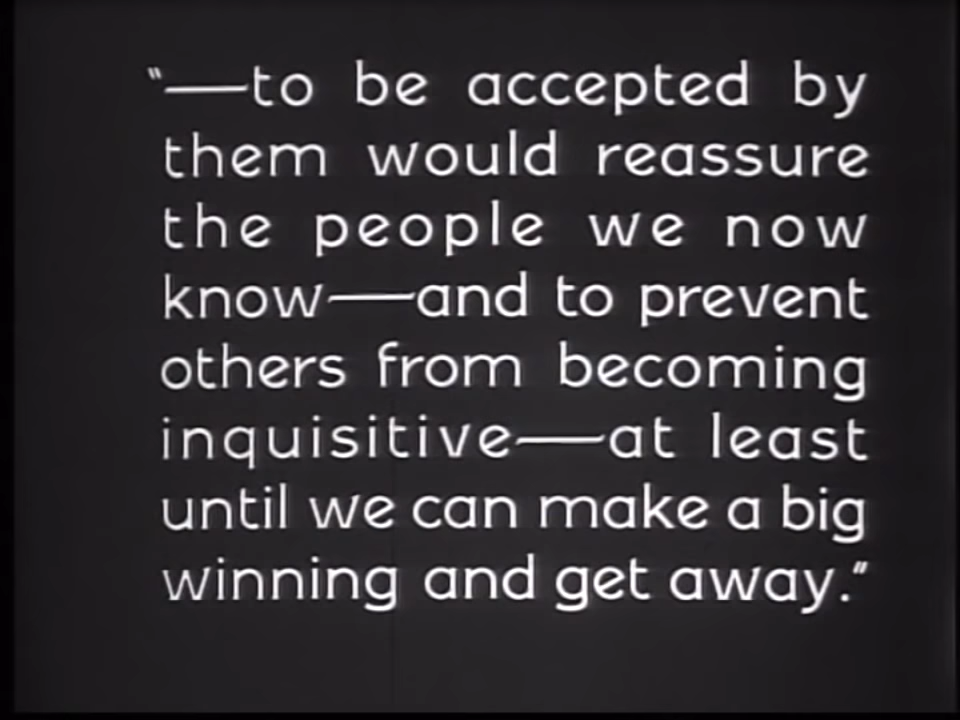 "—to be accepted by
them would reassure
the people we now
know—and to prevent
others from becoming
inquisitive—at least
until we can make a big
winning and get away."